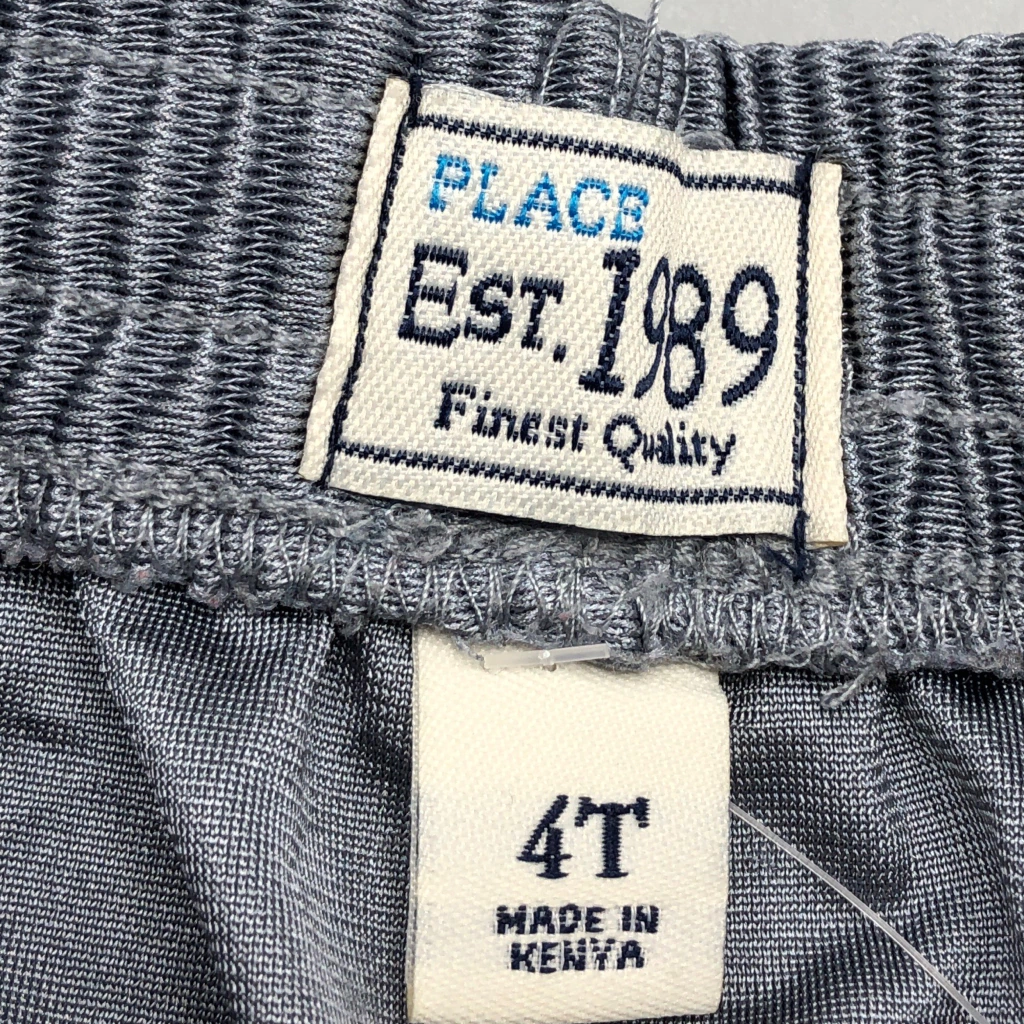 PLACE
EST. 1989
Finest Quality
4T
MADE IN
KENYA